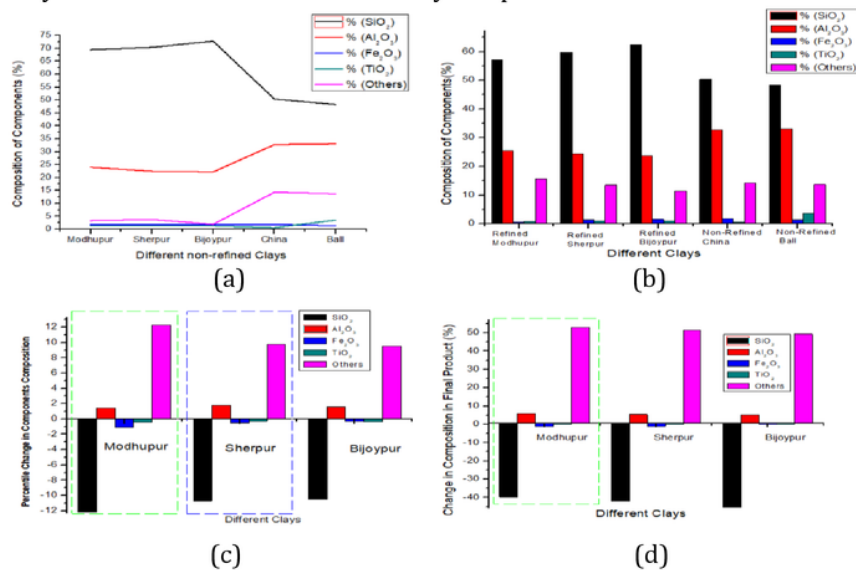 % (SiO₂)
% (Al₂O₃)
% (Fe₂O₃)
% (TiO₂)
% (Others)
Composition of Components (%)
75
70
65
60
55
50
45
40
35
30
25
20
15
10
5
0
Modhupur Sherpur Bijoypur China Ball
Different non-refined Clays
(a)
% (SiO₂)
% (Al₂O₃)
% (Fe₂O₃)
% (TiO₂)
% (Others)
Composition of Components(%)
80
60
40
20
0
Refined Modhupur
Refined Sherpur
Refined Bijoypur
Non-Refined China
Non-Refined Ball
Different Clays
(b)
SiO₂
Al₂O₃
Fe₂O₃
TiO₂
Others
Percentile Change in Components Composition
12
10
8
6
4
2
0
-2
-4
-6
-8
-10
-12
Modhupur Sherpur Bijoypur
Different Clays
(c)
SiO₂
Al₂O₃
Fe₂O₃
TiO₂
Others
Change in Composition in Final Product (%)
50
40
30
20
10
0
-10
-20
-30
-40
Modhupur Sherpur Bijoypur
Different Clays
(d)